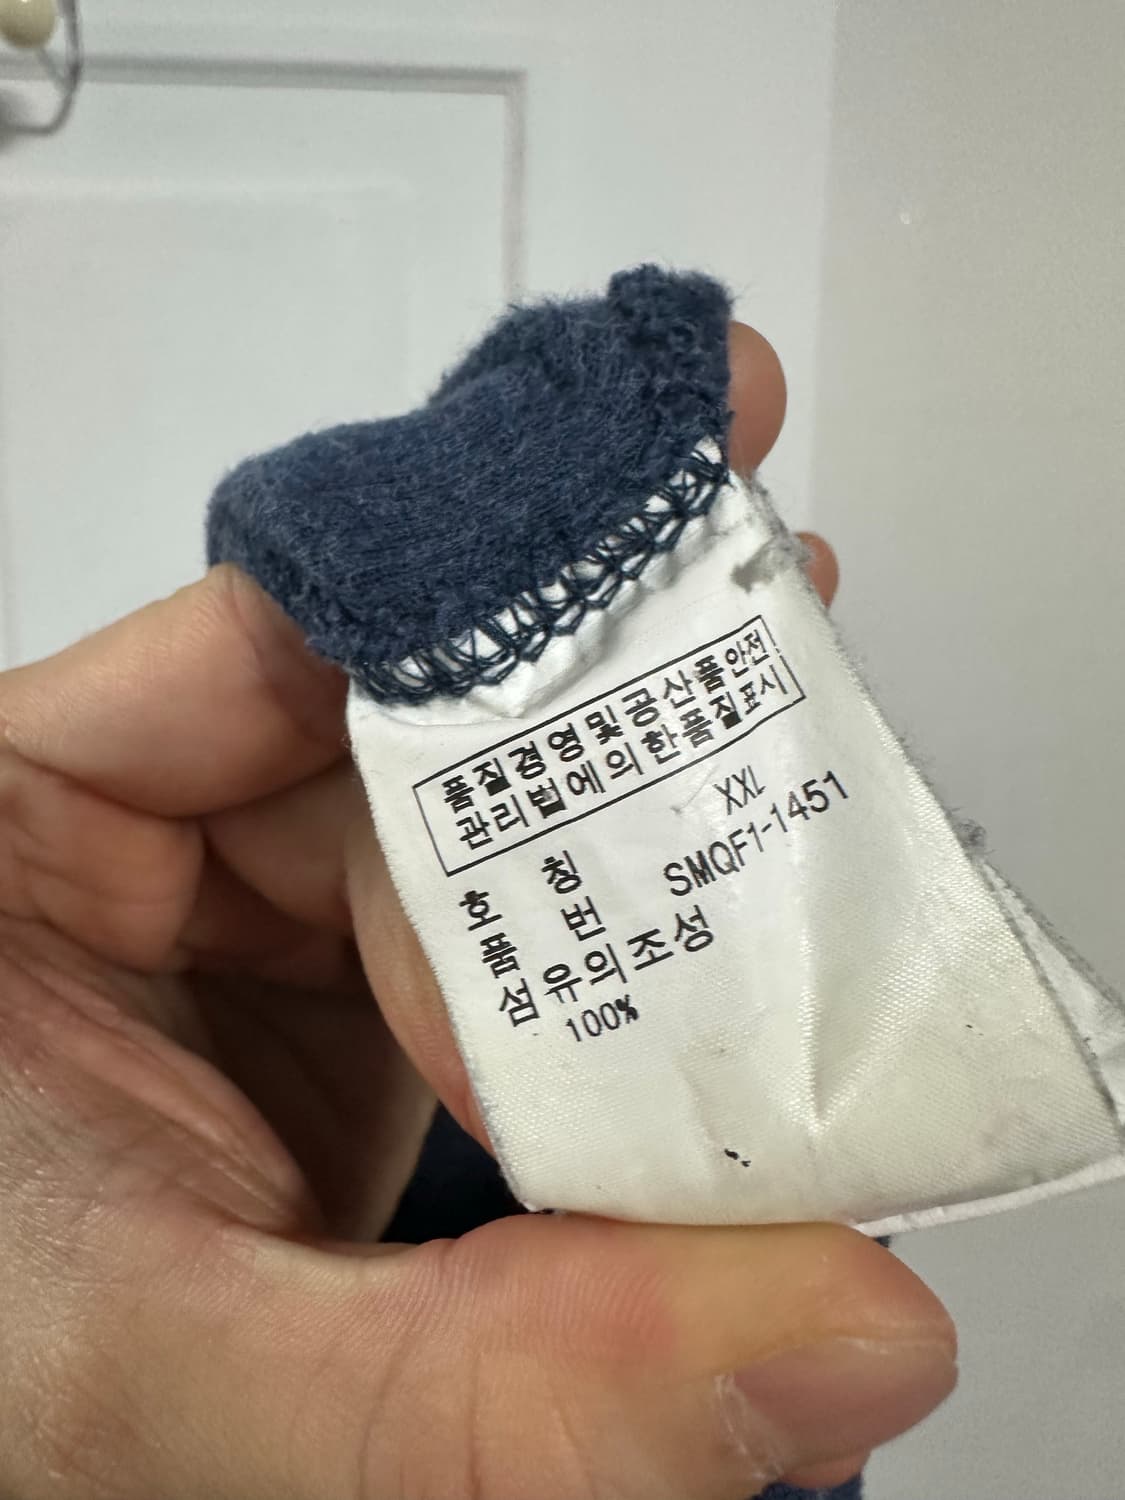 품질경영및공산품안전
관리법에의한품질표시
호 칭 XXL
품 번 SMQF1-1451
섬유의조성
100%